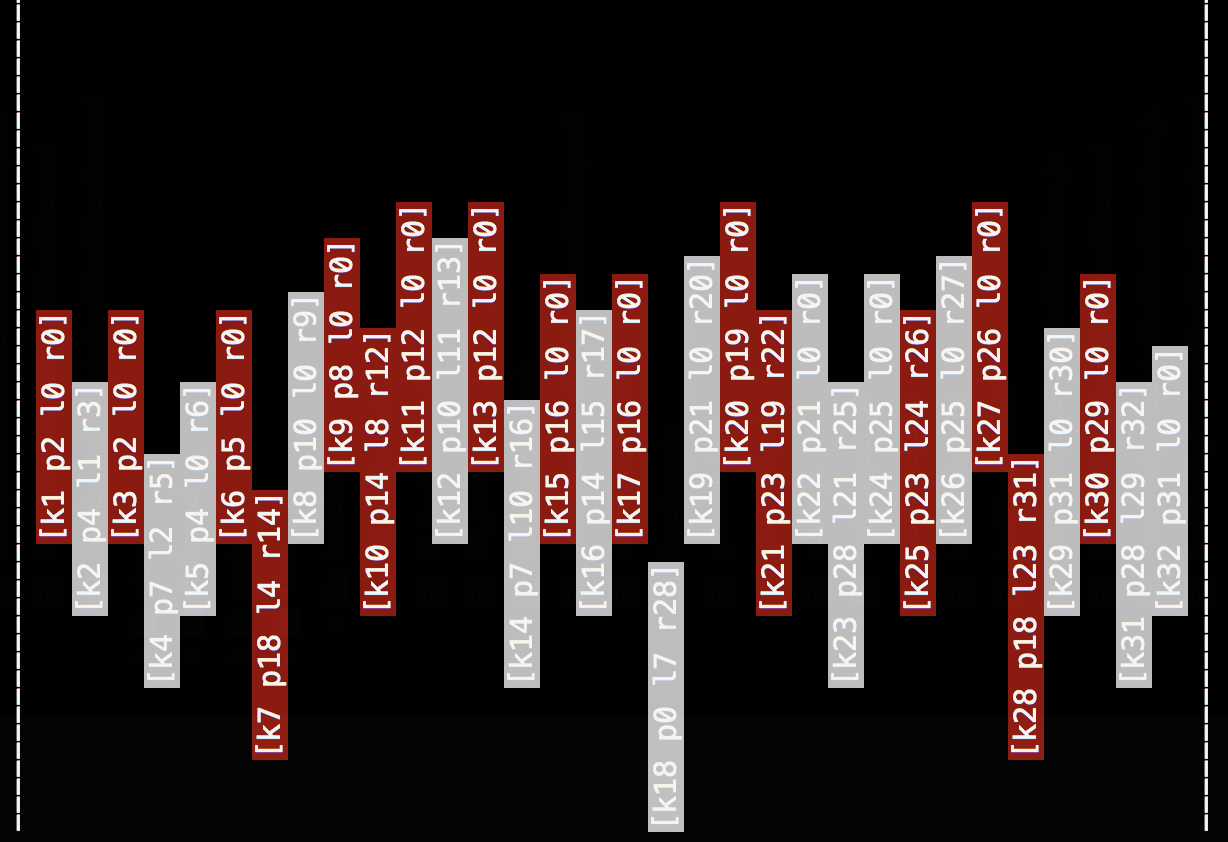 [k1 p2 l0 r0]
[k2 p4 l1 r3]
[k3 p2 l0 r0]
[k4 p7 l2 r5]
[k5 p4 l0 r6]
[k6 p5 l0 r0]
[k7 p18 l4 r14]
[k8 p10 l0 r9]
[k9 p8 l0 r0]
[k10 p14 l8 r12]
[k11 p12 l0 r0]
[k12 p10 l11 r13]
[k13 p12 l0 r0]
[k14 p7 l10 r16]
[k15 p16 l0 r0]
[k16 p14 l15 r17]
[k17 p16 l0 r0]
[k18 p0 l7 r28]
[k19 p21 l0 r20]
[k20 p19 l0 r0]
[k21 p23 l19 r22]
[k22 p21 l0 r0]
[k23 p28 l21 r25]
[k24 p25 l0 r0]
[k25 p23 l24 r26]
[k26 p25 l0 r27]
[k27 p26 l0 r0]
[k28 p18 l23 r31]
[k29 p31 l0 r30]
[k30 p29 l0 r0]
[k31 p28 l29 r32]
[k32 p31 l0 r0]